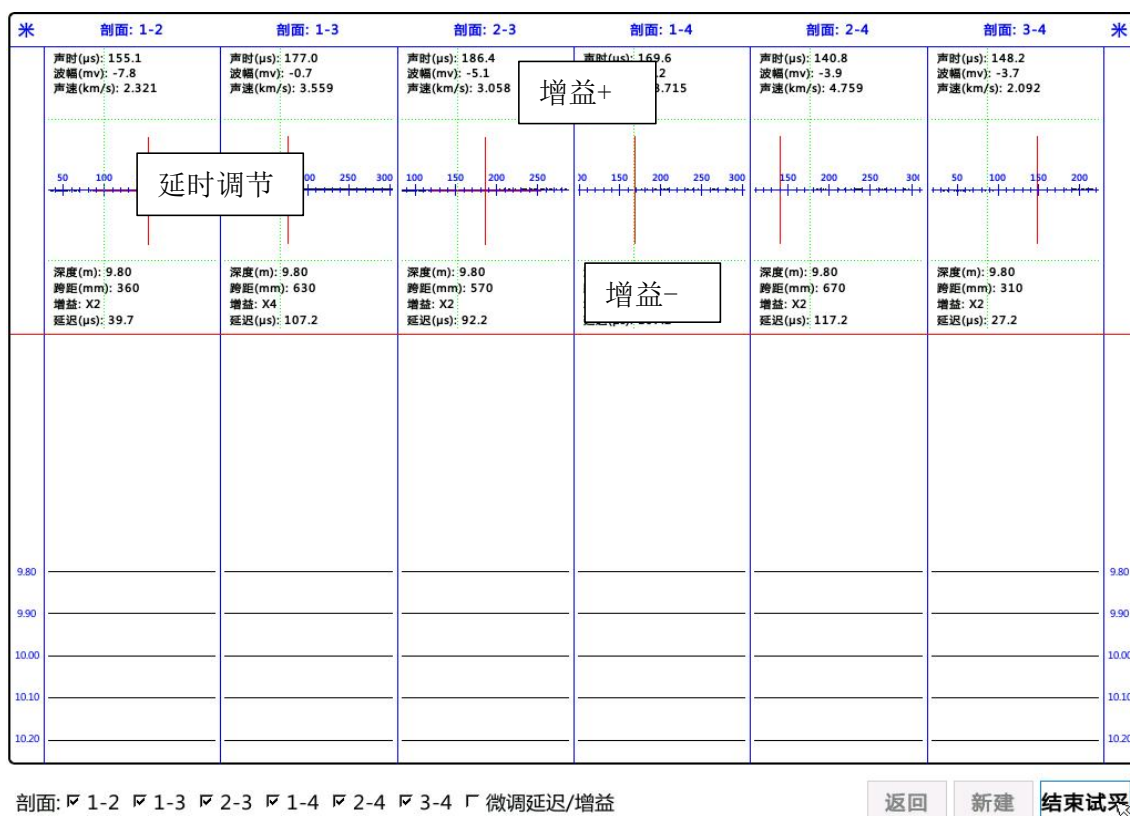 米 剖面: 1-2 剖面: 1-3 剖面: 2-3 剖面: 1-4 剖面: 2-4 剖面: 3-4 米
声时(μs): 155.1
波幅(mv): -7.8
声速(km/s): 2.321
声时(μs): 177.0
波幅(mv): -0.7
声速(km/s): 3.559
声时(μs): 186.4
波幅(mv): -5.1
声速(km/s): 3.058
声时(μs): 169.6
.715
声时(μs): 140.8
波幅(mv): -3.9
声速(km/s): 4.759
声时(μs): 148.2
波幅(mv): -3.7
声速(km/s): 2.092
增益+
延时调节
50 100
250 300
100 150 200 250
150 200 250 300
150 200 250
50 100 150 200
深度(m): 9.80
跨距(mm): 360
增益: X2
延迟(μs): 39.7
深度(m): 9.80
跨距(mm): 630
增益: X4
延迟(μs): 107.2
深度(m): 9.80
跨距(mm): 570
增益: X2
延迟(μs): 92.2
增益-
深度(m): 9.80
跨距(mm): 670
增益: X2
延迟(μs): 117.2
深度(m): 9.80
跨距(mm): 310
增益: X2
延迟(μs): 27.2
9.80 9.80
9.90 9.90
10.00 10.00
10.10 10.10
10.20 10.20
剖面: 1-2 1-3 2-3 1-4 2-4 3-4 微调延迟/增益 返回 新建 结束试采